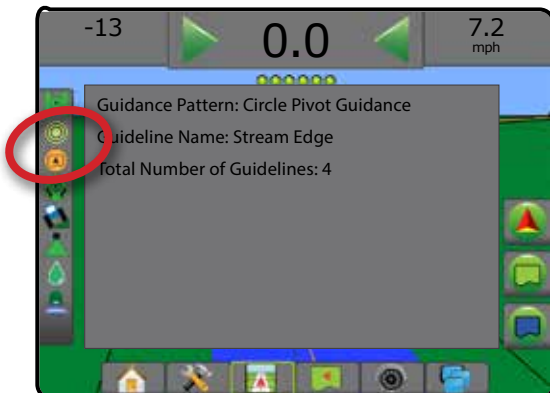 -13
0.0
7.2
mph
Guidance Pattern: Circle Pivot Guidance
Guideline Name: Stream Edge
Total Number of Guidelines: 4